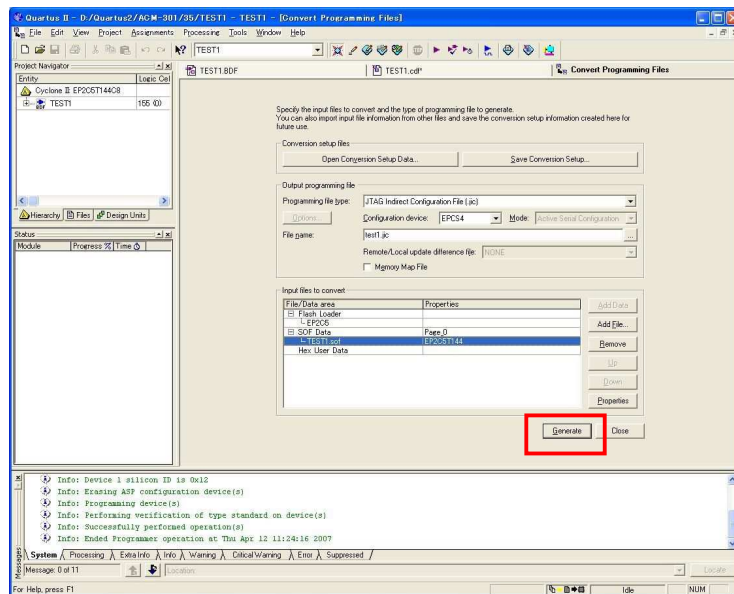 Quartus II - D:/Quartus2/ACM-301/35/TEST1 - TEST1 - [Convert Programming Files]
File Edit View Project Assignments Processing Tools Window Help
TEST1
Project Navigator
Entity Logic Cel
Cyclone II: EP2C5T144C8
TEST1 155 (0)
Hierarchy Files Design Units
Status
Module Progress % Time
TEST1.BDF TEST1.cdf* Convert Programming Files
Specify the input files to convert and the type of programming file to generate.
You can also import input file information from other files and save the conversion setup information created here for
future use.
Conversion setup files
Open Conversion Setup Data... Save Conversion Setup...
Output programming file
Programming file type: JTAG Indirect Configuration File (.jic)
Options... Configuration device: EPCS4 Mode: Active Serial Configuration
File name: test1.jic ...
Remote/Local update difference file: NONE
Memory Map File
Input files to convert
File/Data area Properties
Flash Loader
EP2C5
SOF Data Page_0
TEST1.sof EP2C5T144
Hex User Data
Add Data
Add File...
Remove
Up
Down
Properties
Generate Close
Info: Device 1 silicon ID is 0x12
Info: Erasing ASP configuration device(s)
Info: Programming device(s)
Info: Performing verification of type standard on device(s)
Info: Successfully performed operation(s)
Info: Ended Programmer operation at Thu Apr 12 11:24:16 2007
System Processing Extra Info Info Warning Critical Warning Error Suppressed
Messages
Message: 0 of 11 Location: Locate
For Help, press F1 Idle NUM